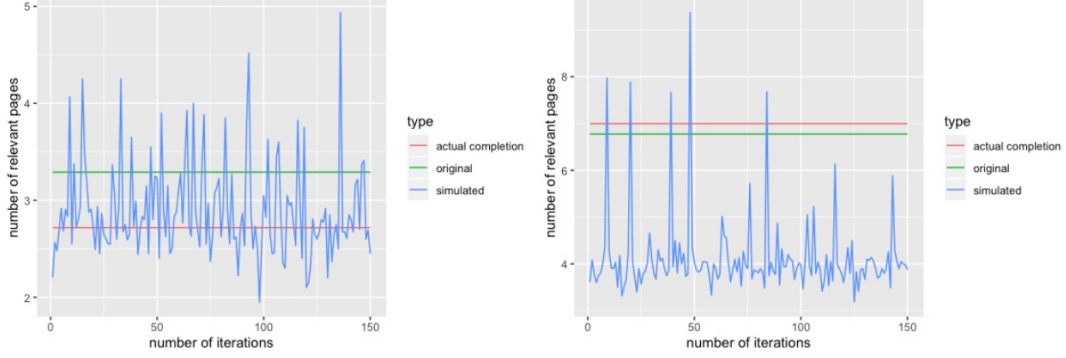 5
4
3
2
0
50
100
150
number of relevant pages
number of iterations
type
actual completion
original
simulated
8
6
4
0
50
100
150
number of relevant pages
number of iterations
type
actual completion
original
simulated